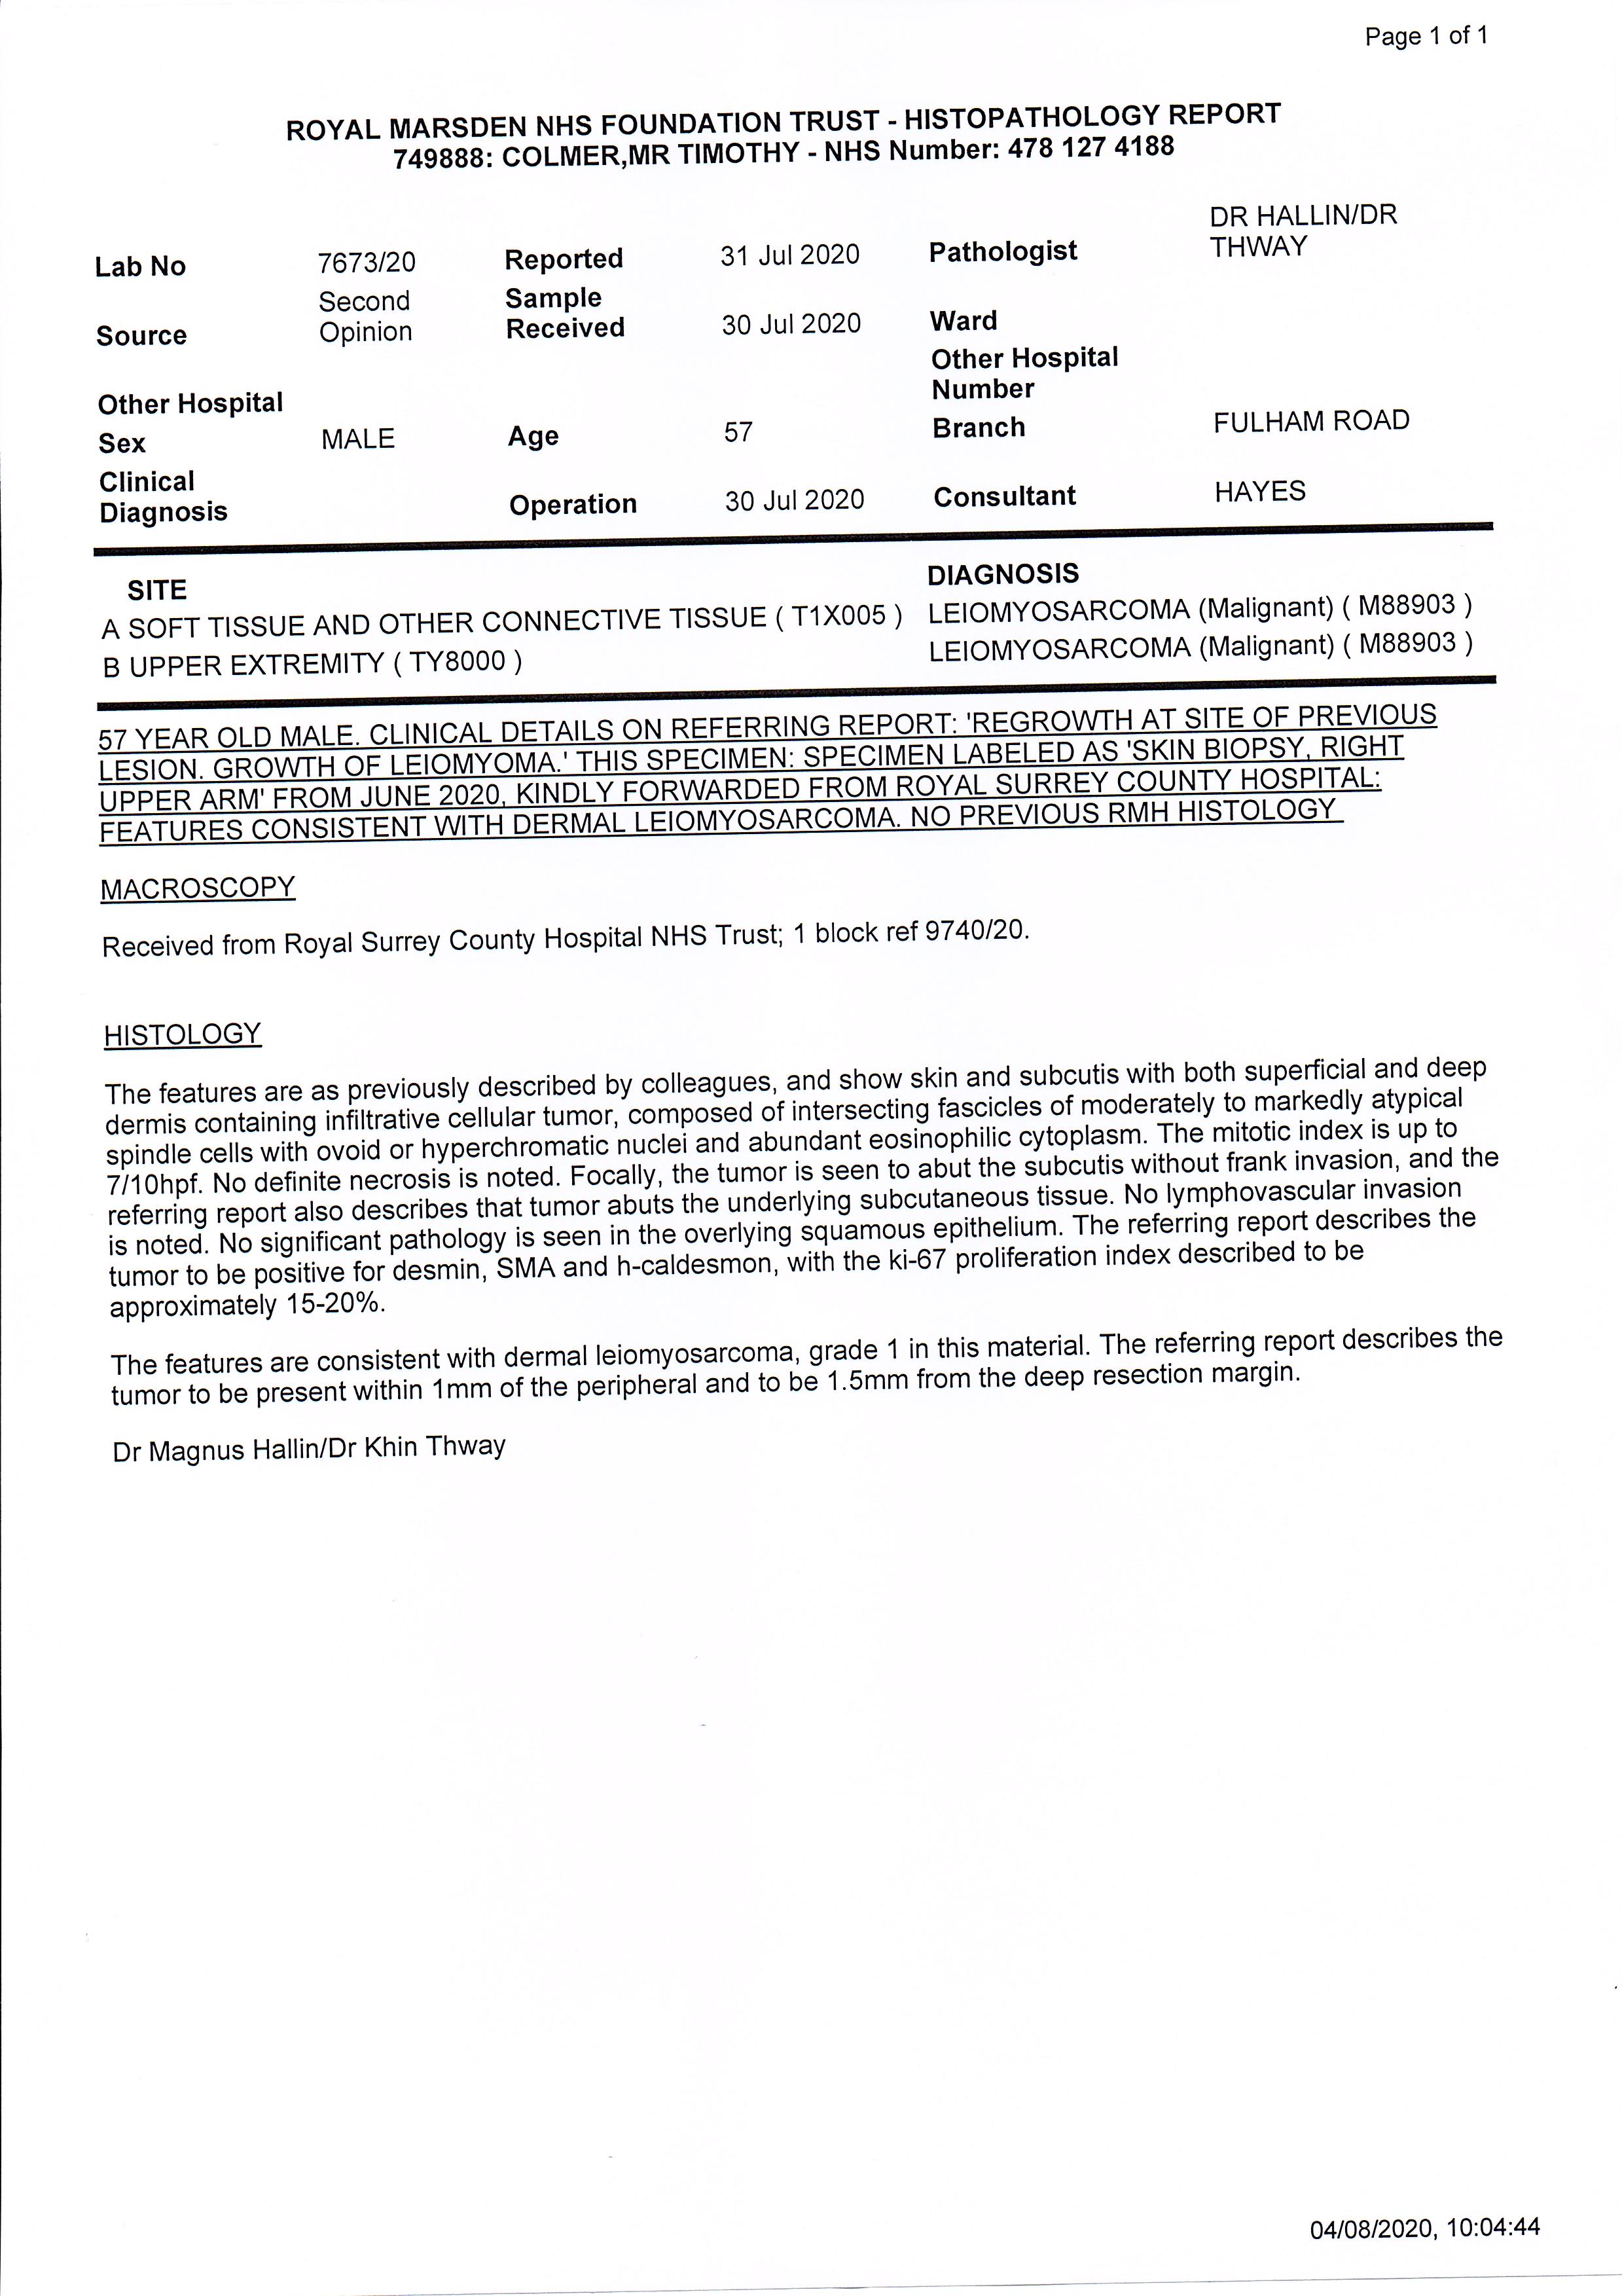 Page 1 of 1
ROYAL MARSDEN NHS FOUNDATION TRUST - HISTOPATHOLOGY REPORT
749888: COLMER,MR TIMOTHY - NHS Number: 478 127 4188
Lab No 7673/20 Reported 31 Jul 2020 Pathologist DR HALLIN/DR THWAY
Source Second Opinion Sample Received 30 Jul 2020 Ward
Other Hospital Other Hospital Number
Sex MALE Age 57 Branch FULHAM ROAD
Clinical Diagnosis Operation 30 Jul 2020 Consultant HAYES
SITE DIAGNOSIS
A SOFT TISSUE AND OTHER CONNECTIVE TISSUE ( T1X005 ) LEIOMYOSARCOMA (Malignant) ( M88903 )
B UPPER EXTREMITY ( TY8000 ) LEIOMYOSARCOMA (Malignant) ( M88903 )
57 YEAR OLD MALE. CLINICAL DETAILS ON REFERRING REPORT: 'REGROWTH AT SITE OF PREVIOUS
LESION. GROWTH OF LEIOMYOMA.' THIS SPECIMEN: SPECIMEN LABELED AS 'SKIN BIOPSY, RIGHT
UPPER ARM' FROM JUNE 2020, KINDLY FORWARDED FROM ROYAL SURREY COUNTY HOSPITAL:
FEATURES CONSISTENT WITH DERMAL LEIOMYOSARCOMA. NO PREVIOUS RMH HISTOLOGY
MACROSCOPY
Received from Royal Surrey County Hospital NHS Trust; 1 block ref 9740/20.
HISTOLOGY
The features are as previously described by colleagues, and show skin and subcutis with both superficial and deep
dermis containing infiltrative cellular tumor, composed of intersecting fascicles of moderately to markedly atypical
spindle cells with ovoid or hyperchromatic nuclei and abundant eosinophilic cytoplasm. The mitotic index is up to
7/10hpf. No definite necrosis is noted. Focally, the tumor is seen to abut the subcutis without frank invasion, and the
referring report also describes that tumor abuts the underlying subcutaneous tissue. No lymphovascular invasion
is noted. No significant pathology is seen in the overlying squamous epithelium. The referring report describes the
tumor to be positive for desmin, SMA and h-caldesmon, with the ki-67 proliferation index described to be
approximately 15-20%.
The features are consistent with dermal leiomyosarcoma, grade 1 in this material. The referring report describes the
tumor to be present within 1mm of the peripheral and to be 1.5mm from the deep resection margin.
Dr Magnus Hallin/Dr Khin Thway
04/08/2020, 10:04:44